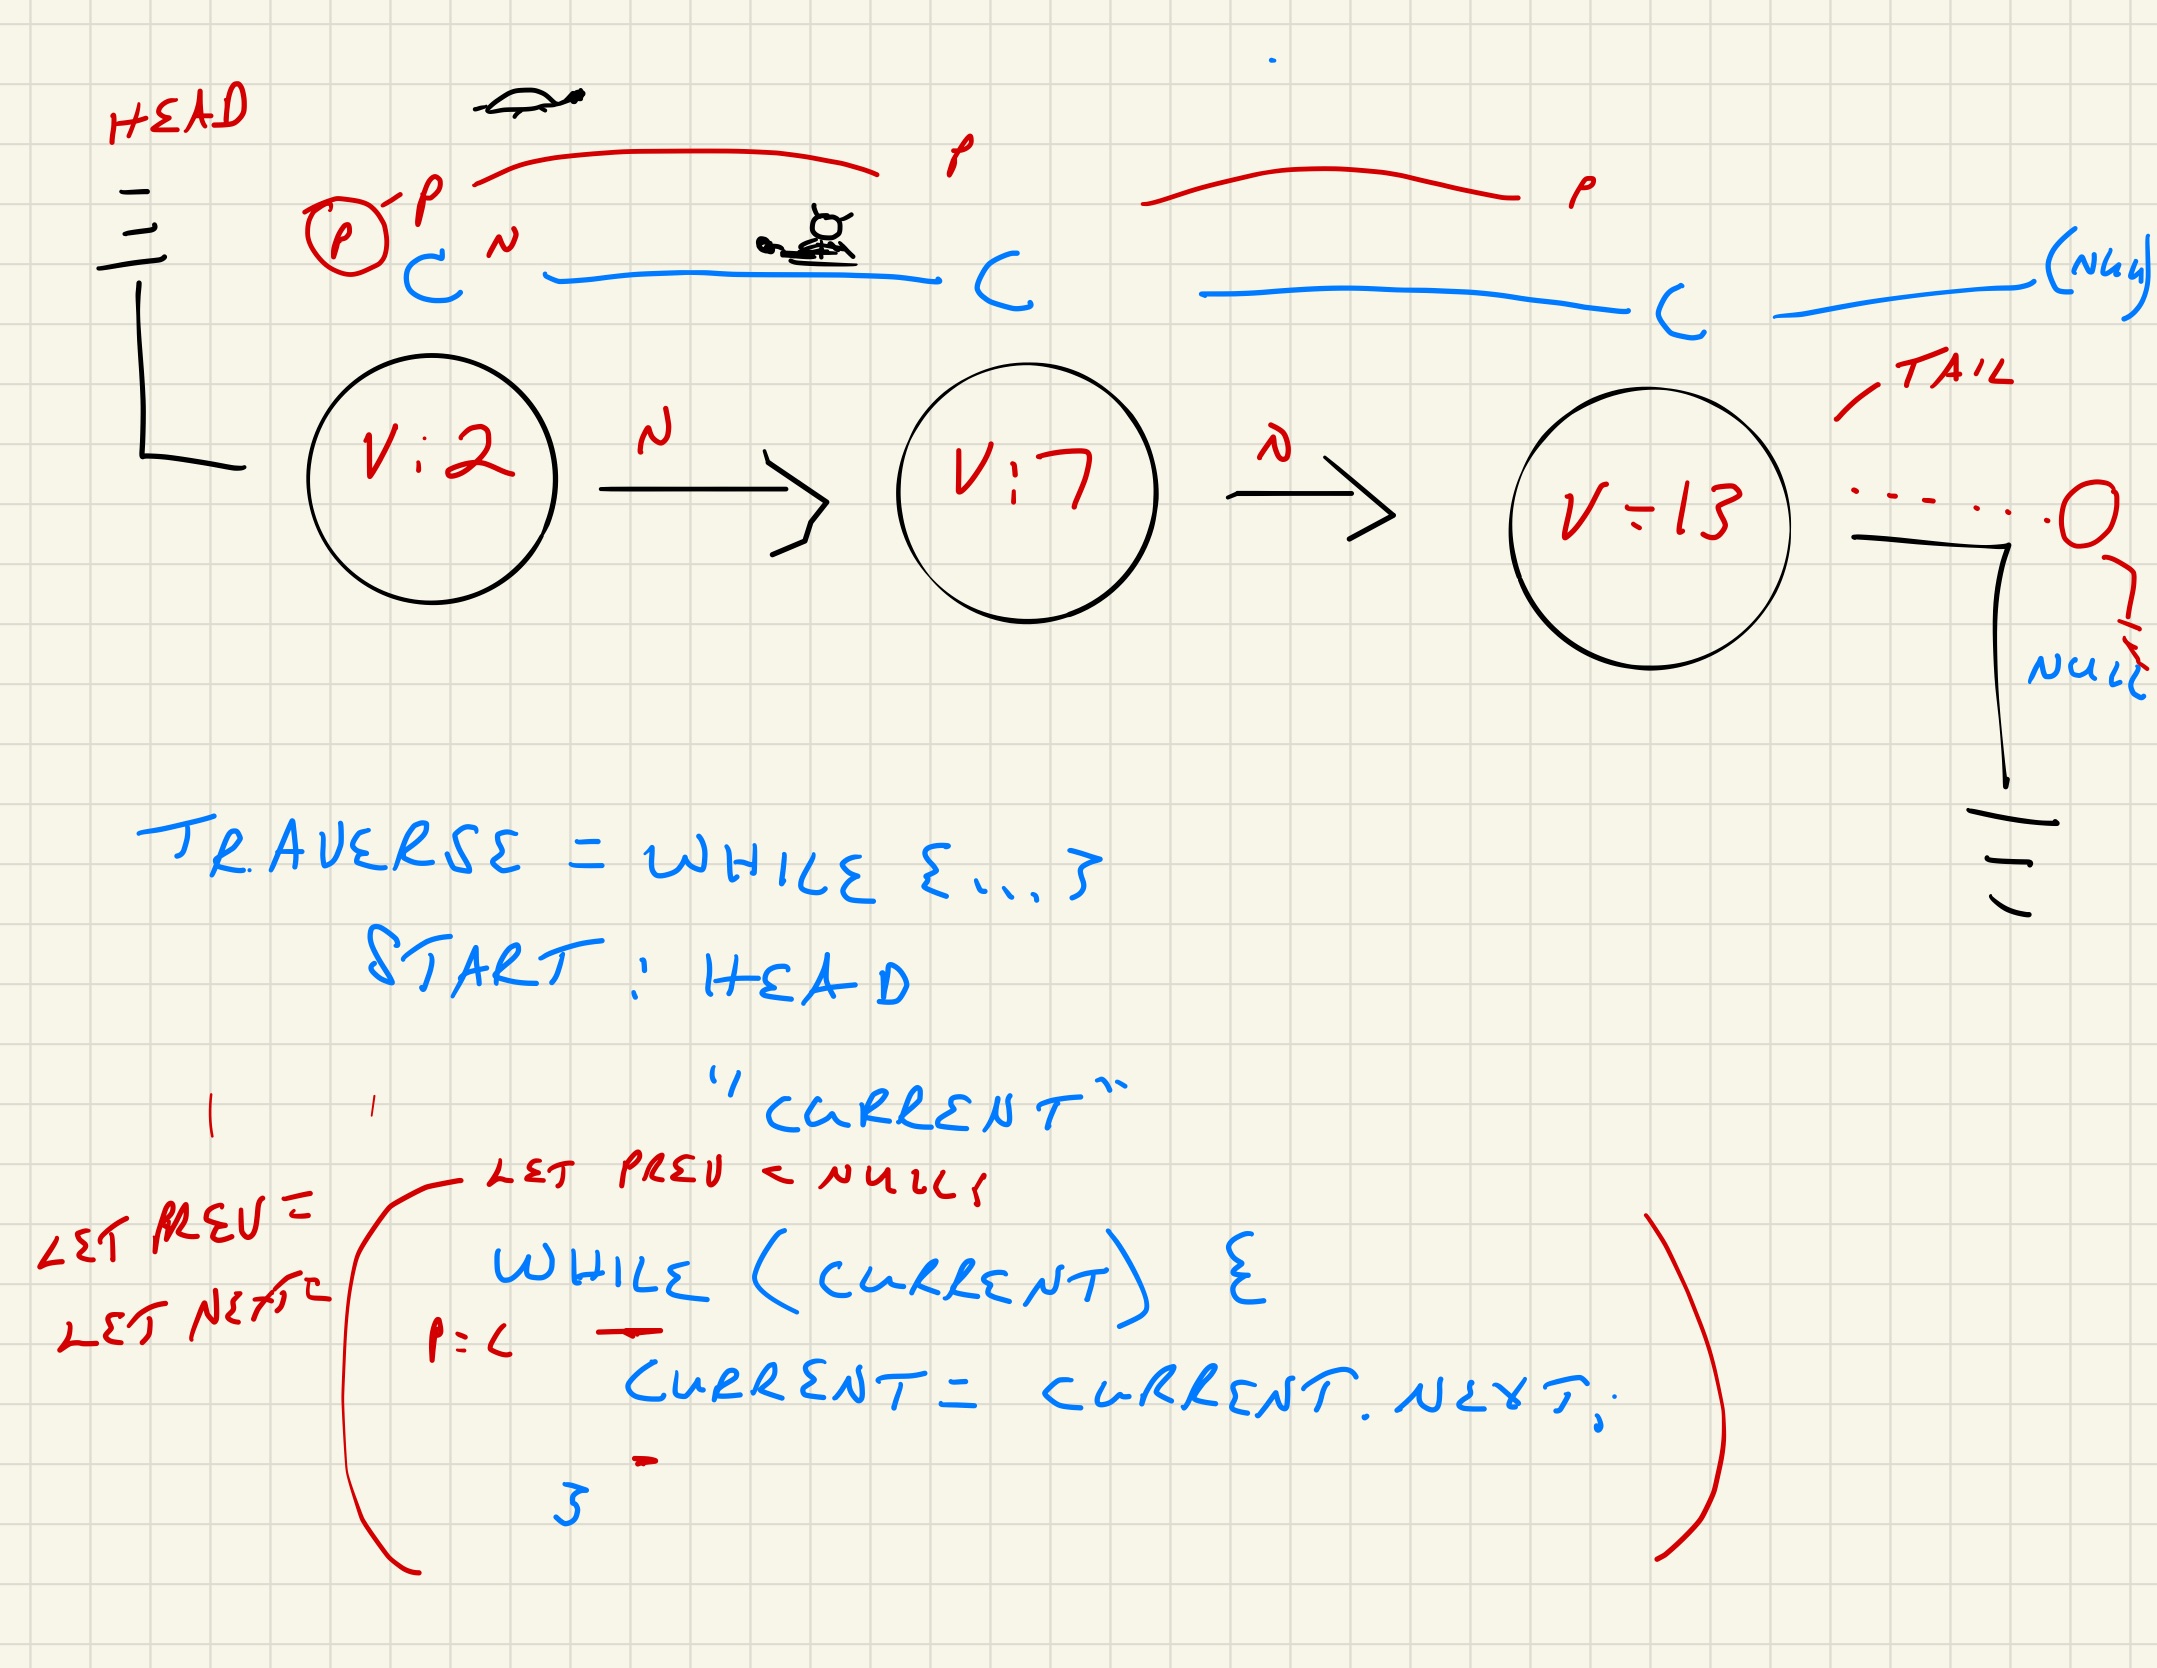 HEAD
P P P P
N
C C C (NULL)
TAIL
V:2 N V:7 N V=13
NULL
TRAVERSE = WHILE {...}
START: HEAD
"CURRENT"
LET PREV = NULL;
LET PREV =
LET NEXT =
WHILE (CURRENT) {
P = C
CURRENT = CURRENT.NEXT;
}